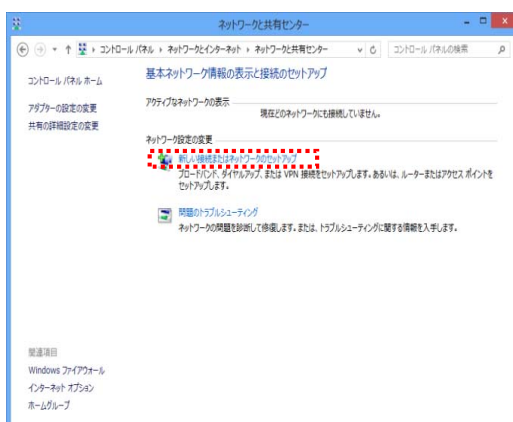 ネットワークと共有センター
コントロール パネル ▸ ネットワークとインターネット ▸ ネットワークと共有センター
コントロール パネルの検索
コントロール パネル ホーム
アダプターの設定の変更
共有の詳細設定の変更
基本ネットワーク情報の表示と接続のセットアップ
アクティブなネットワークの表示
現在どのネットワークにも接続していません。
ネットワーク設定の変更
新しい接続またはネットワークのセットアップ
ブロードバンド、ダイヤルアップ、または VPN 接続をセットアップします。あるいは、ルーターまたはアクセス ポイントを
セットアップします。
問題のトラブルシューティング
ネットワークの問題を診断して修復します。または、トラブルシューティングに関する情報を入手します。
関連項目
Windows ファイアウォール
インターネット オプション
ホームグループ